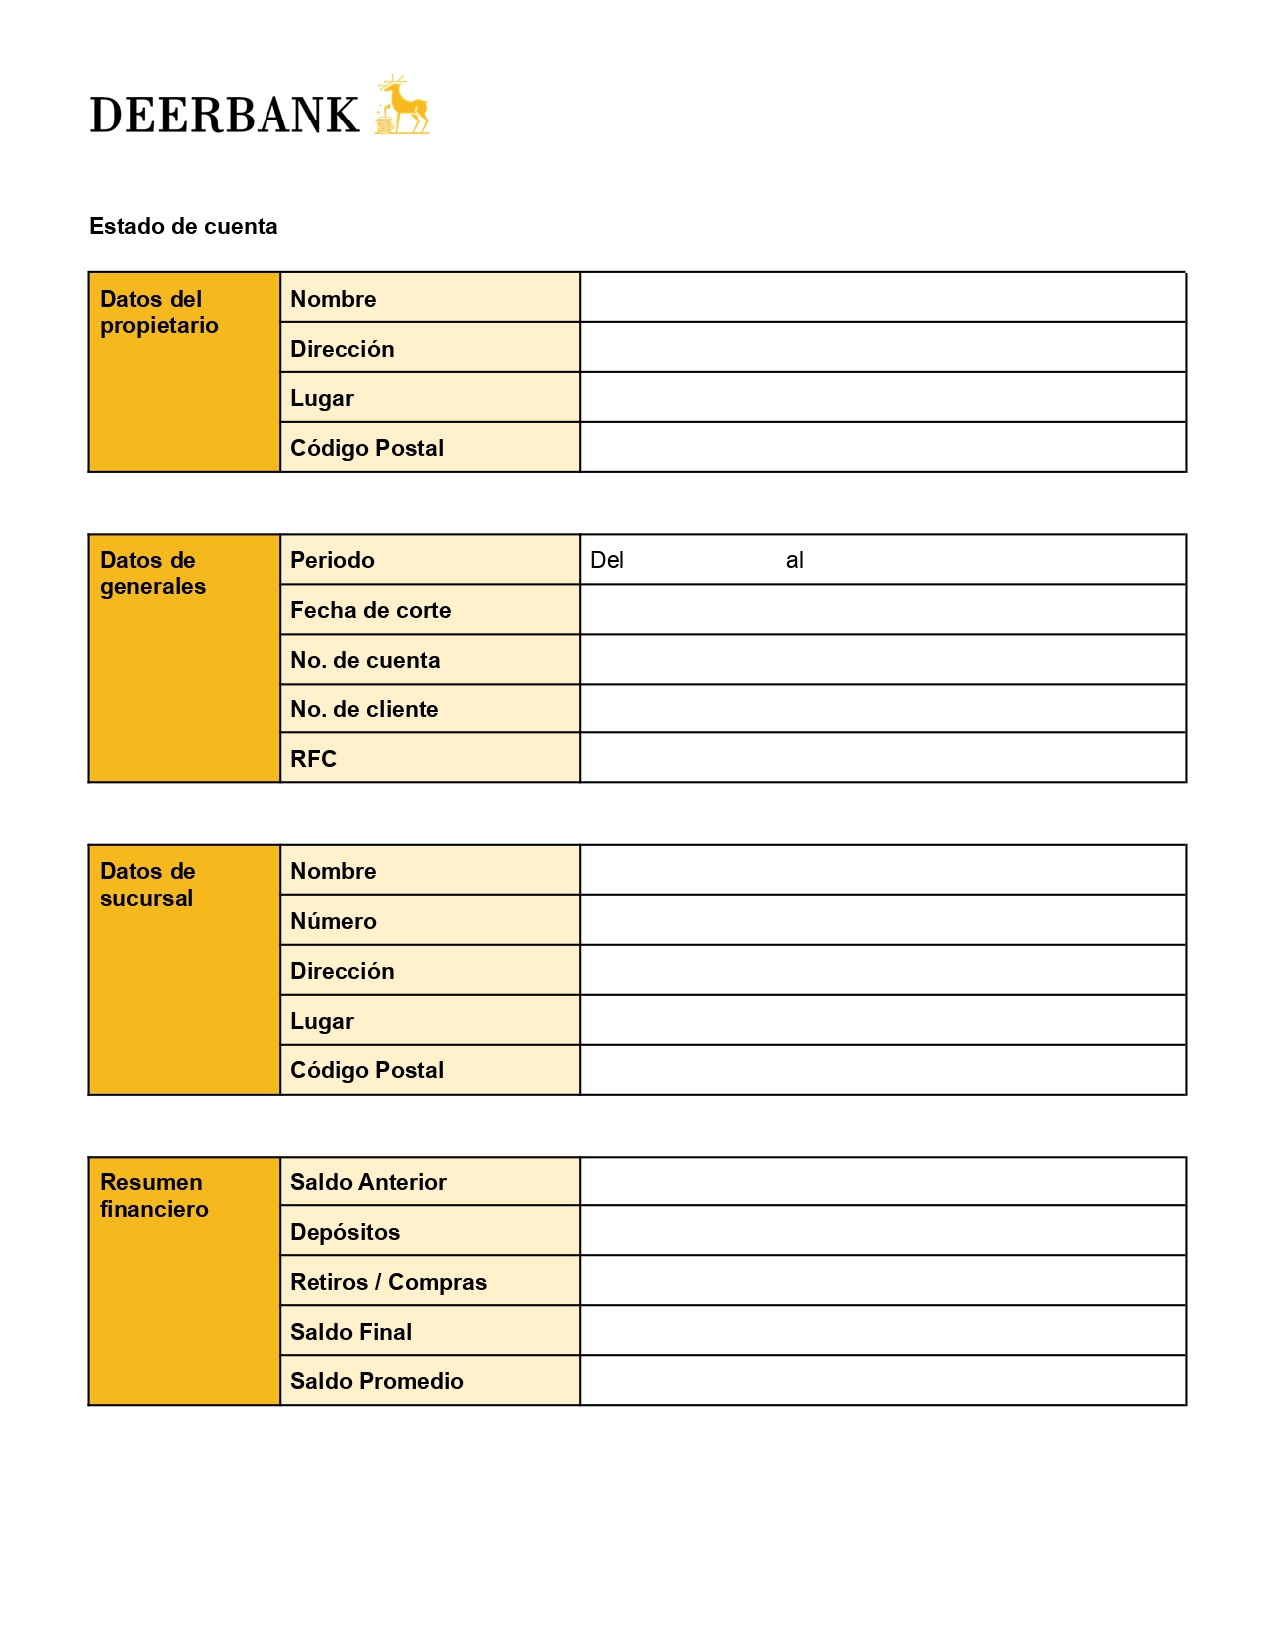 DEERBANK
Estado de cuenta
Datos del
propietario
Nombre
Dirección
Lugar
Código Postal
Datos de
generales
Periodo
Del al
Fecha de corte
No. de cuenta
No. de cliente
RFC
Datos de
sucursal
Nombre
Número
Dirección
Lugar
Código Postal
Resumen
financiero
Saldo Anterior
Depósitos
Retiros / Compras
Saldo Final
Saldo Promedio